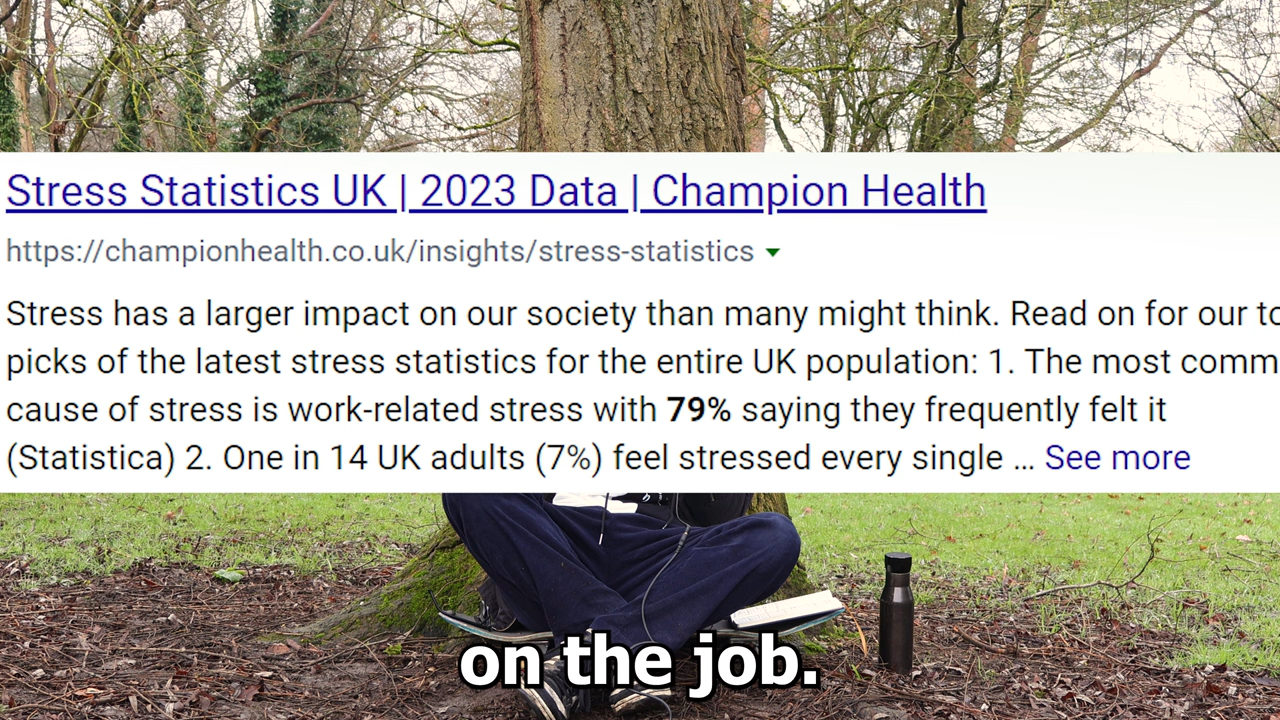 Stress Statistics UK | 2023 Data | Champion Health
https://championhealth.co.uk/insights/stress-statistics
Stress has a larger impact on our society than many might think. Read on for our to
picks of the latest stress statistics for the entire UK population: 1. The most comm
cause of stress is work-related stress with 79% saying they frequently felt it
(Statistica) 2. One in 14 UK adults (7%) feel stressed every single ... See more
on the job.